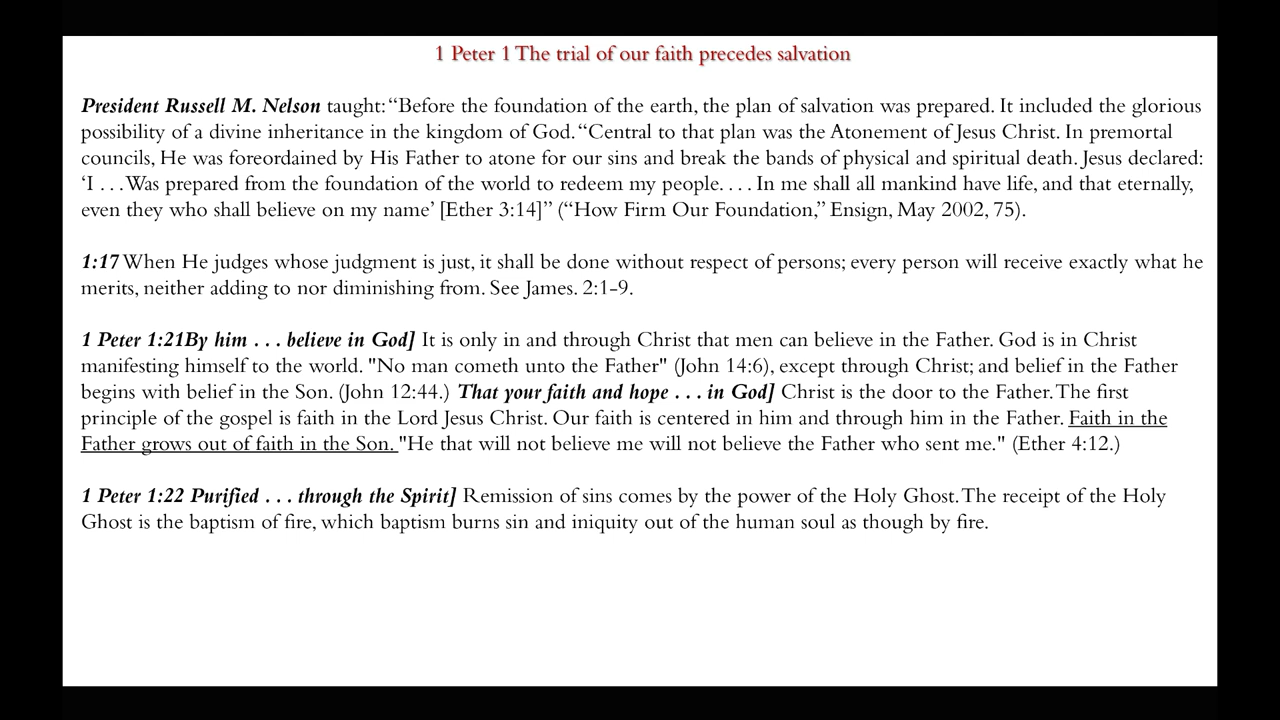 1 Peter 1 The trial of our faith precedes salvation
President Russell M. Nelson taught: “Before the foundation of the earth, the plan of salvation was prepared. It included the glorious
possibility of a divine inheritance in the kingdom of God. “Central to that plan was the Atonement of Jesus Christ. In premortal
councils, He was foreordained by His Father to atone for our sins and break the bands of physical and spiritual death. Jesus declared:
‘I . . . Was prepared from the foundation of the world to redeem my people. . . . In me shall all mankind have life, and that eternally,
even they who shall believe on my name’ [Ether 3:14]” (“How Firm Our Foundation,” Ensign, May 2002, 75).
1:17 When He judges whose judgment is just, it shall be done without respect of persons; every person will receive exactly what he
merits, neither adding to nor diminishing from. See James. 2:1-9.
1 Peter 1:21By him . . . believe in God] It is only in and through Christ that men can believe in the Father. God is in Christ
manifesting himself to the world. "No man cometh unto the Father" (John 14:6), except through Christ; and belief in the Father
begins with belief in the Son. (John 12:44.) That your faith and hope . . . in God] Christ is the door to the Father. The first
principle of the gospel is faith in the Lord Jesus Christ. Our faith is centered in him and through him in the Father. Faith in the
Father grows out of faith in the Son. "He that will not believe me will not believe the Father who sent me." (Ether 4:12.)
1 Peter 1:22 Purified . . . through the Spirit] Remission of sins comes by the power of the Holy Ghost. The receipt of the Holy
Ghost is the baptism of fire, which baptism burns sin and iniquity out of the human soul as though by fire.